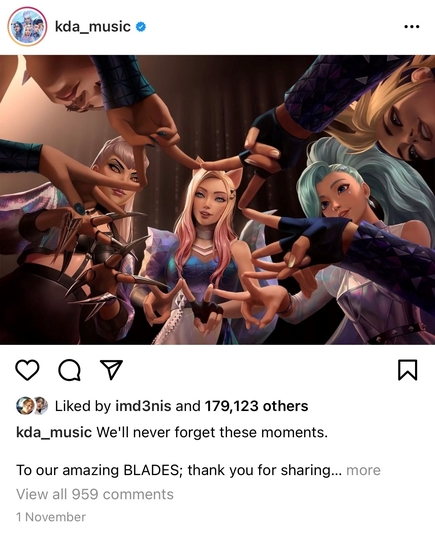 kda_music
Liked by imd3nis and 179,123 others
kda_music We'll never forget these moments.
To our amazing BLADES; thank you for sharing... more
View all 959 comments
1 November